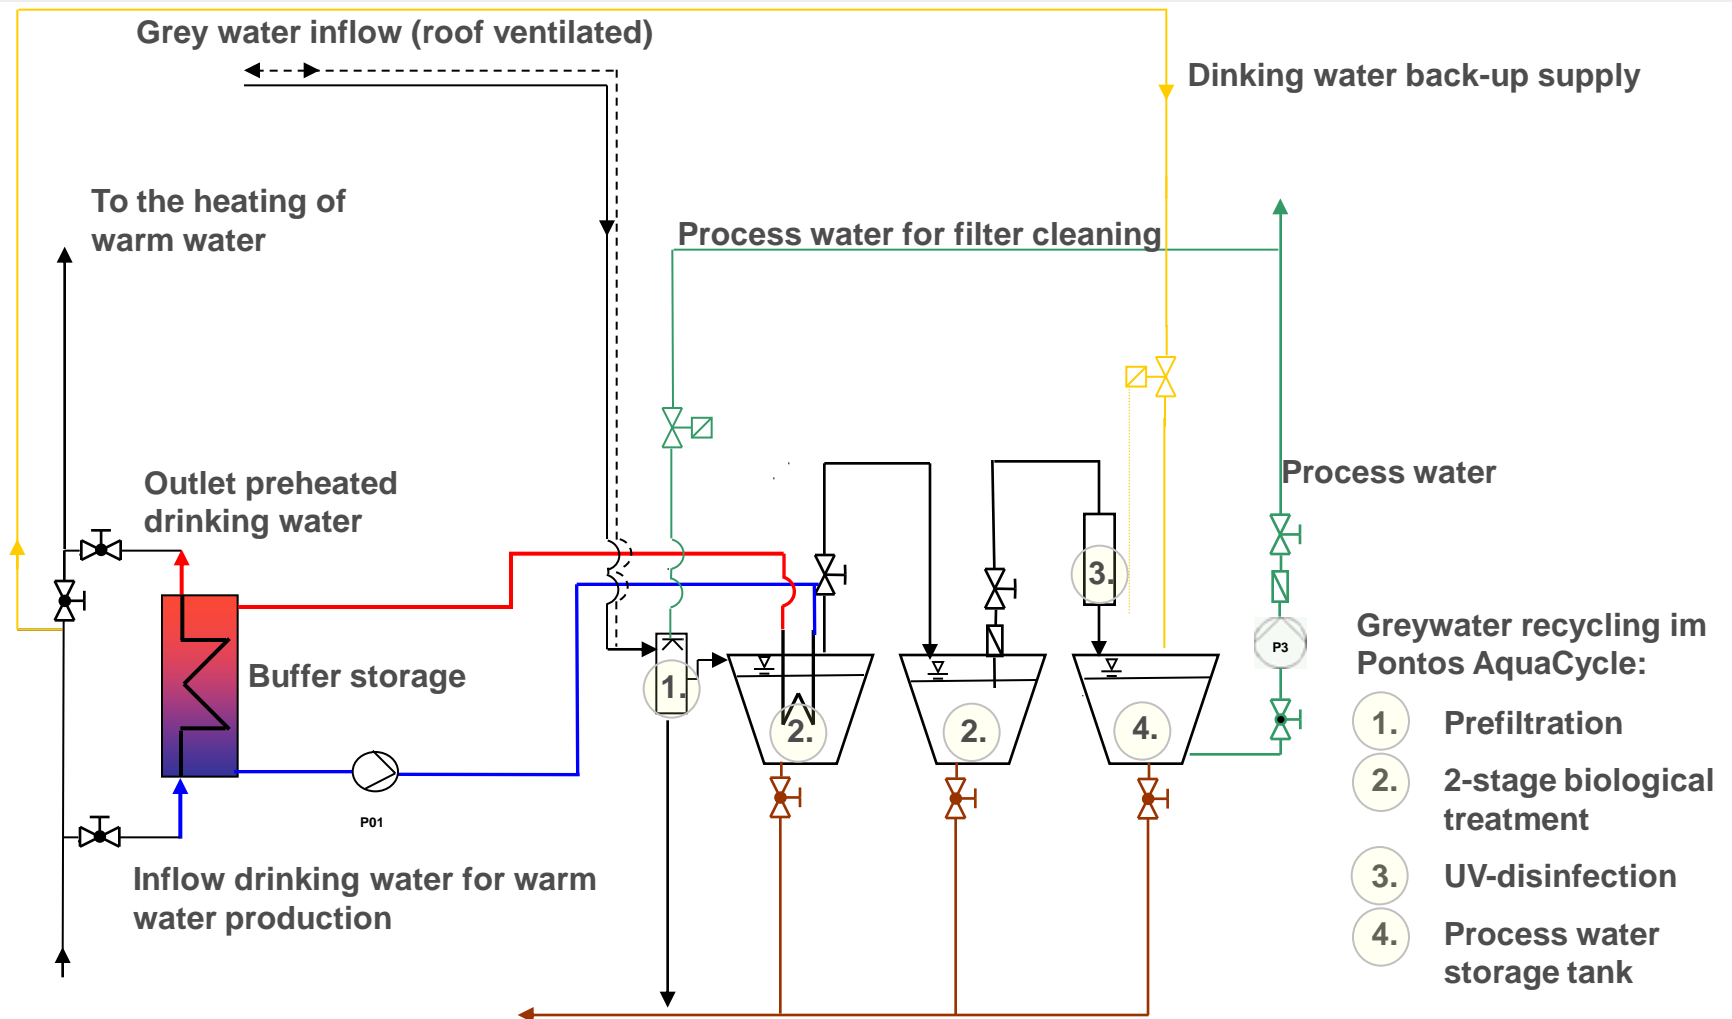 Grey water inflow (roof ventilated)
Dinking water back-up supply
To the heating of
warm water
Process water for filter cleaning
Outlet preheated
drinking water
Process water
3.
Buffer storage
1.
2.
2.
4.
P3
P01
Inflow drinking water for warm
water production
Greywater recycling im
Pontos AquaCycle:
1. Prefiltration
2. 2-stage biological
treatment
3. UV-disinfection
4. Process water
storage tank